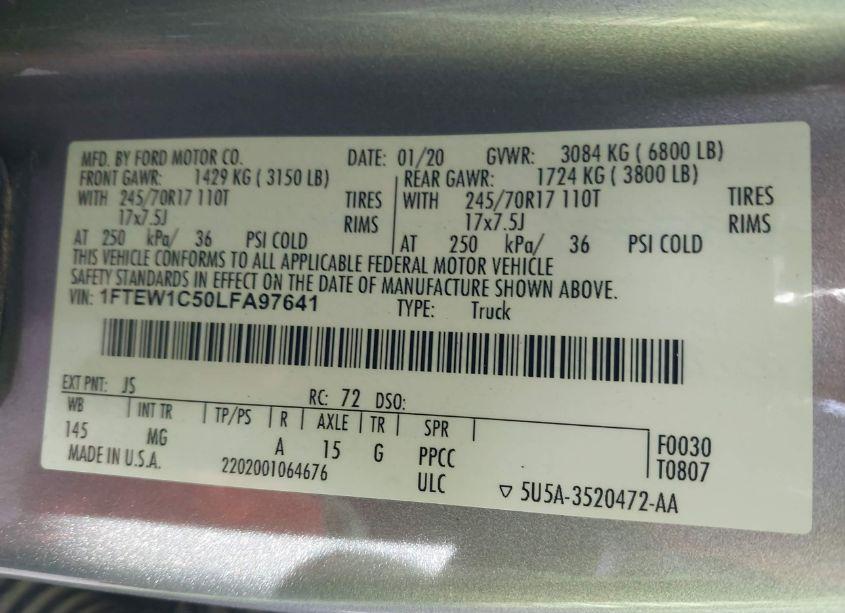 MFD. BY FORD MOTOR CO. DATE: 01/20 GVWR: 3084 KG ( 6800 LB)
FRONT GAWR: 1429 KG ( 3150 LB) REAR GAWR: 1724 KG ( 3800 LB)
WITH 245/70R17 110T TIRES WITH 245/70R17 110T TIRES
17x7.5J RIMS 17x7.5J RIMS
AT 250 kPa/ 36 PSI COLD AT 250 kPa/ 36 PSI COLD
THIS VEHICLE CONFORMS TO ALL APPLICABLE FEDERAL MOTOR VEHICLE
SAFETY STANDARDS IN EFFECT ON THE DATE OF MANUFACTURE SHOWN ABOVE.
VIN: 1FTEW1C50LFA97641 TYPE: Truck
EXT PNT: JS RC: 72 DSO:
WB INT TR TP/PS R AXLE TR SPR F0030
145 MG A 15 G PPCC T0807
MADE IN U.S.A. 2202001064676 ULC ▽ 5U5A-3520472-AA